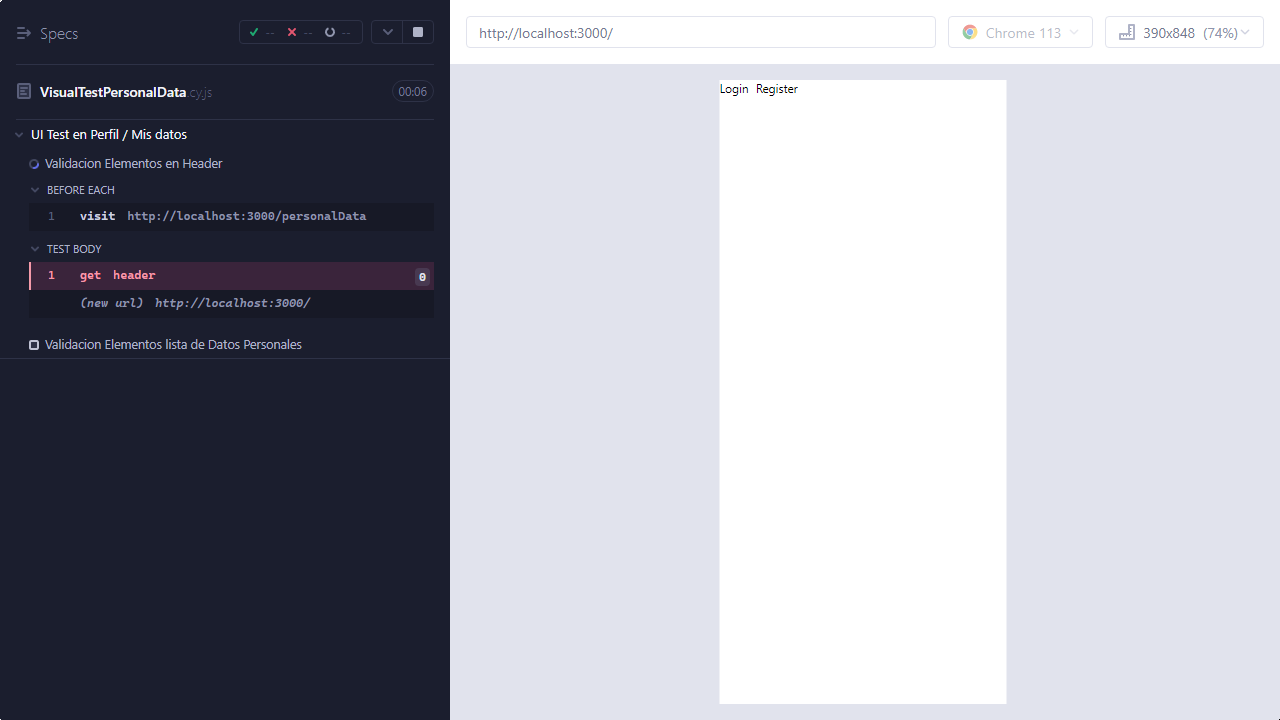 Specs
-- -- --
VisualTestPersonalData.cy.js 00:06
UI Test en Perfil / Mis datos
Validacion Elementos en Header
BEFORE EACH
1 visit http://localhost:3000/personalData
TEST BODY
1 get header 0
(new url) http://localhost:3000/
Validacion Elementos lista de Datos Personales
http://localhost:3000/ Chrome 113 390x848 (74%)
Login Register